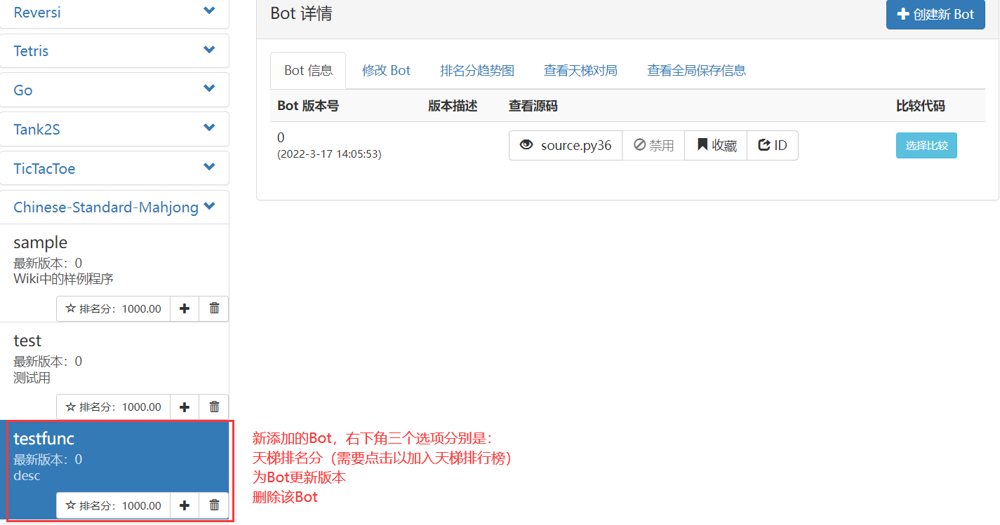 Reversi
Tetris
Go
Tank2S
TicTacToe
Chinese-Standard-Mahjong
sample
最新版本：0
Wiki中的样例程序
排名分：1000.00
test
最新版本：0
测试用
排名分：1000.00
testfunc
最新版本：0
desc
排名分：1000.00
Bot 详情
创建新 Bot
Bot 信息 修改 Bot 排名分趋势图 查看天梯对局 查看全局保存信息
Bot 版本号 版本描述 查看源码 比较代码
0
(2022-3-17 14:05:53)
source.py36 禁用 收藏 ID
选择比较
新添加的Bot，右下角三个选项分别是：
天梯排名分（需要点击以加入天梯排行榜）
为Bot更新版本
删除该Bot